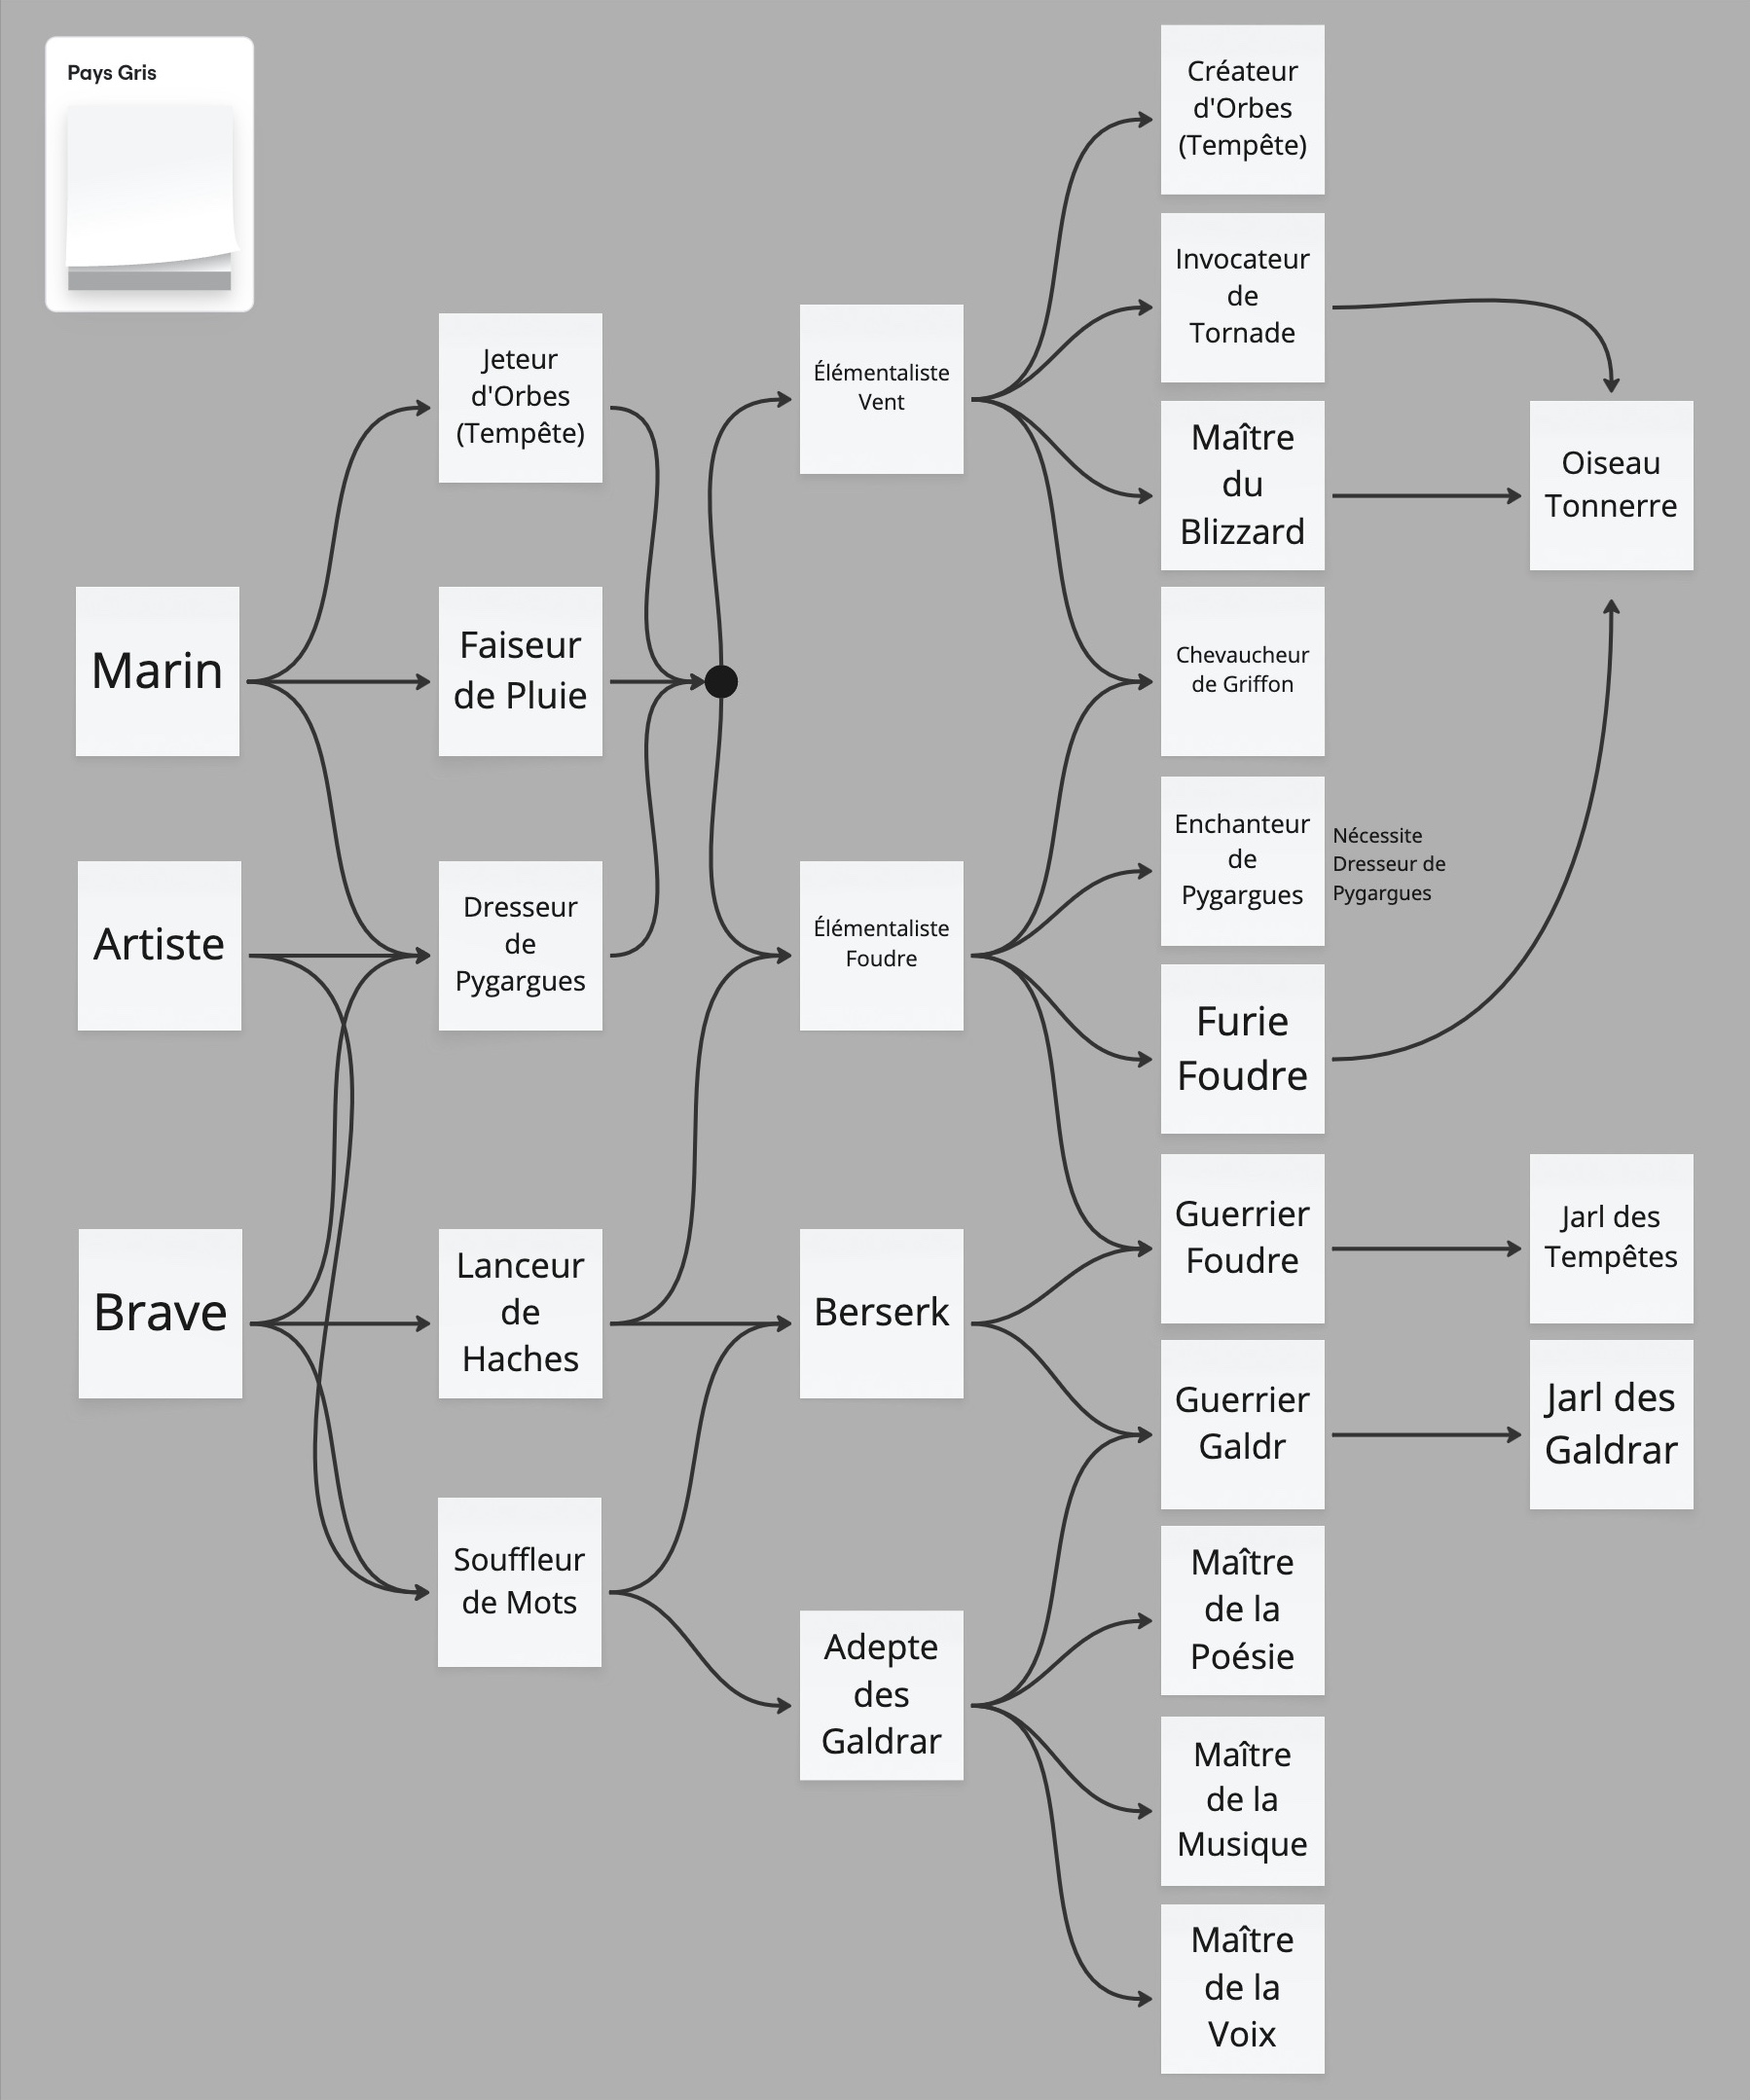 Pays Gris
Créateur
d'Orbes
(Tempête)
Invocateur
de
Tornade
Jeteur
d'Orbes
(Tempête)
Élémentaliste
Vent
Maître
du
Blizzard
Oiseau
Tonnerre
Marin
Faiseur
de Pluie
Chevaucheur
de Griffon
Artiste
Dresseur
de
Pygargues
Élémentaliste
Foudre
Enchanteur
de
Pygargues
Nécessite
Dresseur de
Pygargues
Furie
Foudre
Brave
Lanceur
de
Haches
Berserk
Guerrier
Foudre
Jarl des
Tempêtes
Guerrier
Galdr
Jarl des
Galdrar
Souffleur
de Mots
Adepte
des
Galdrar
Maître
de la
Poésie
Maître
de la
Musique
Maître
de la
Voix